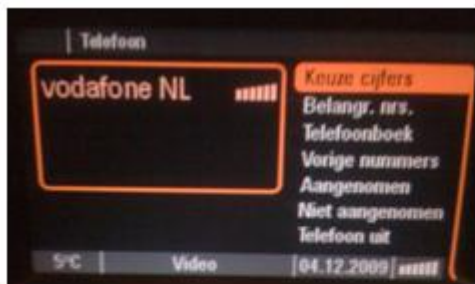 Telefoon
vodafone NL
Keuze cijfers
Belangr. nrs.
Telefoonboek
Vorige nummers
Aangenomen
Niet aangenomen
Telefoon uit
5°C Video 04.12.2009